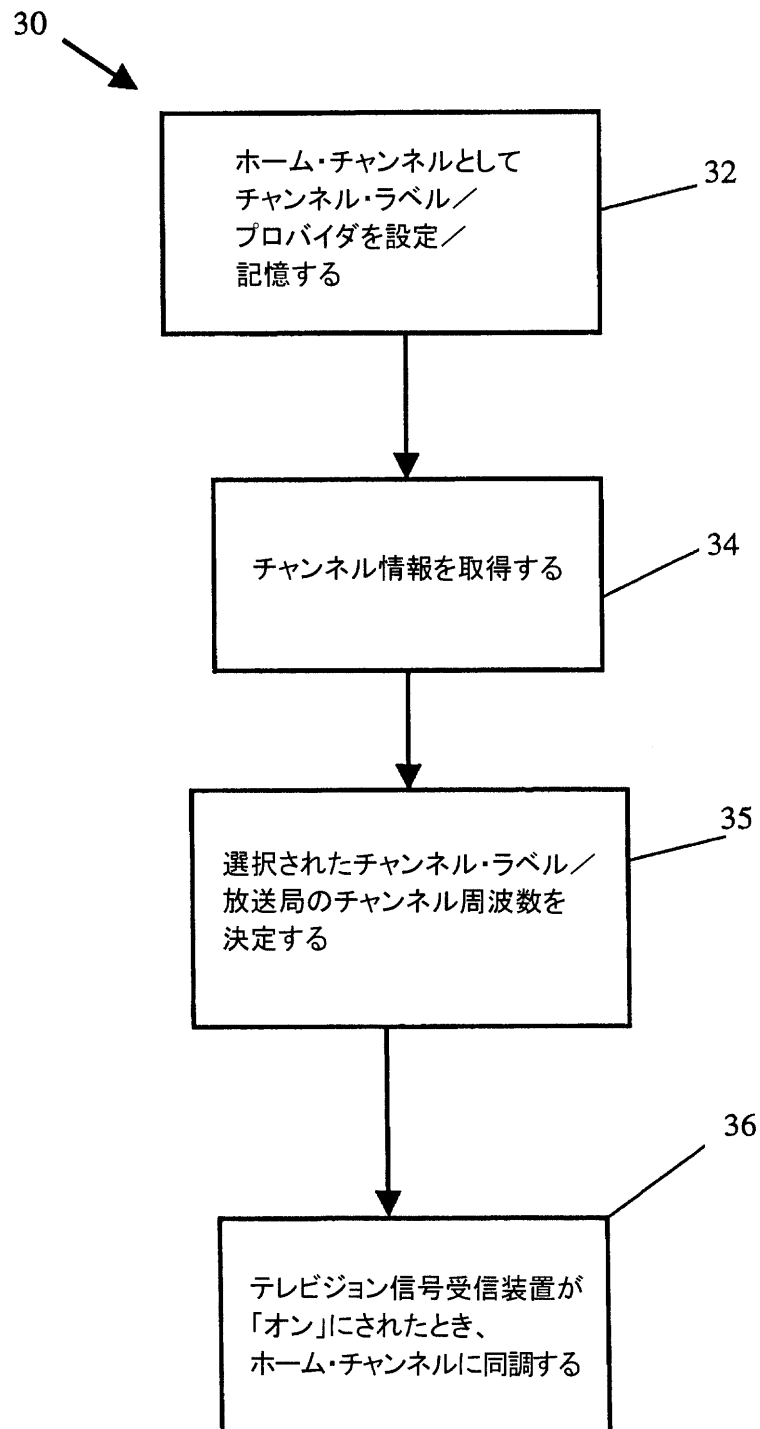 30
ホーム・チャンネルとして
チャンネル・ラベル／
プロバイダを設定／
記憶する
32
チャンネル情報を取得する
34
選択されたチャンネル・ラベル／
放送局のチャンネル周波数を
決定する
35
テレビジョン信号受信装置が
「オン」にされたとき、
ホーム・チャンネルに同調する
36